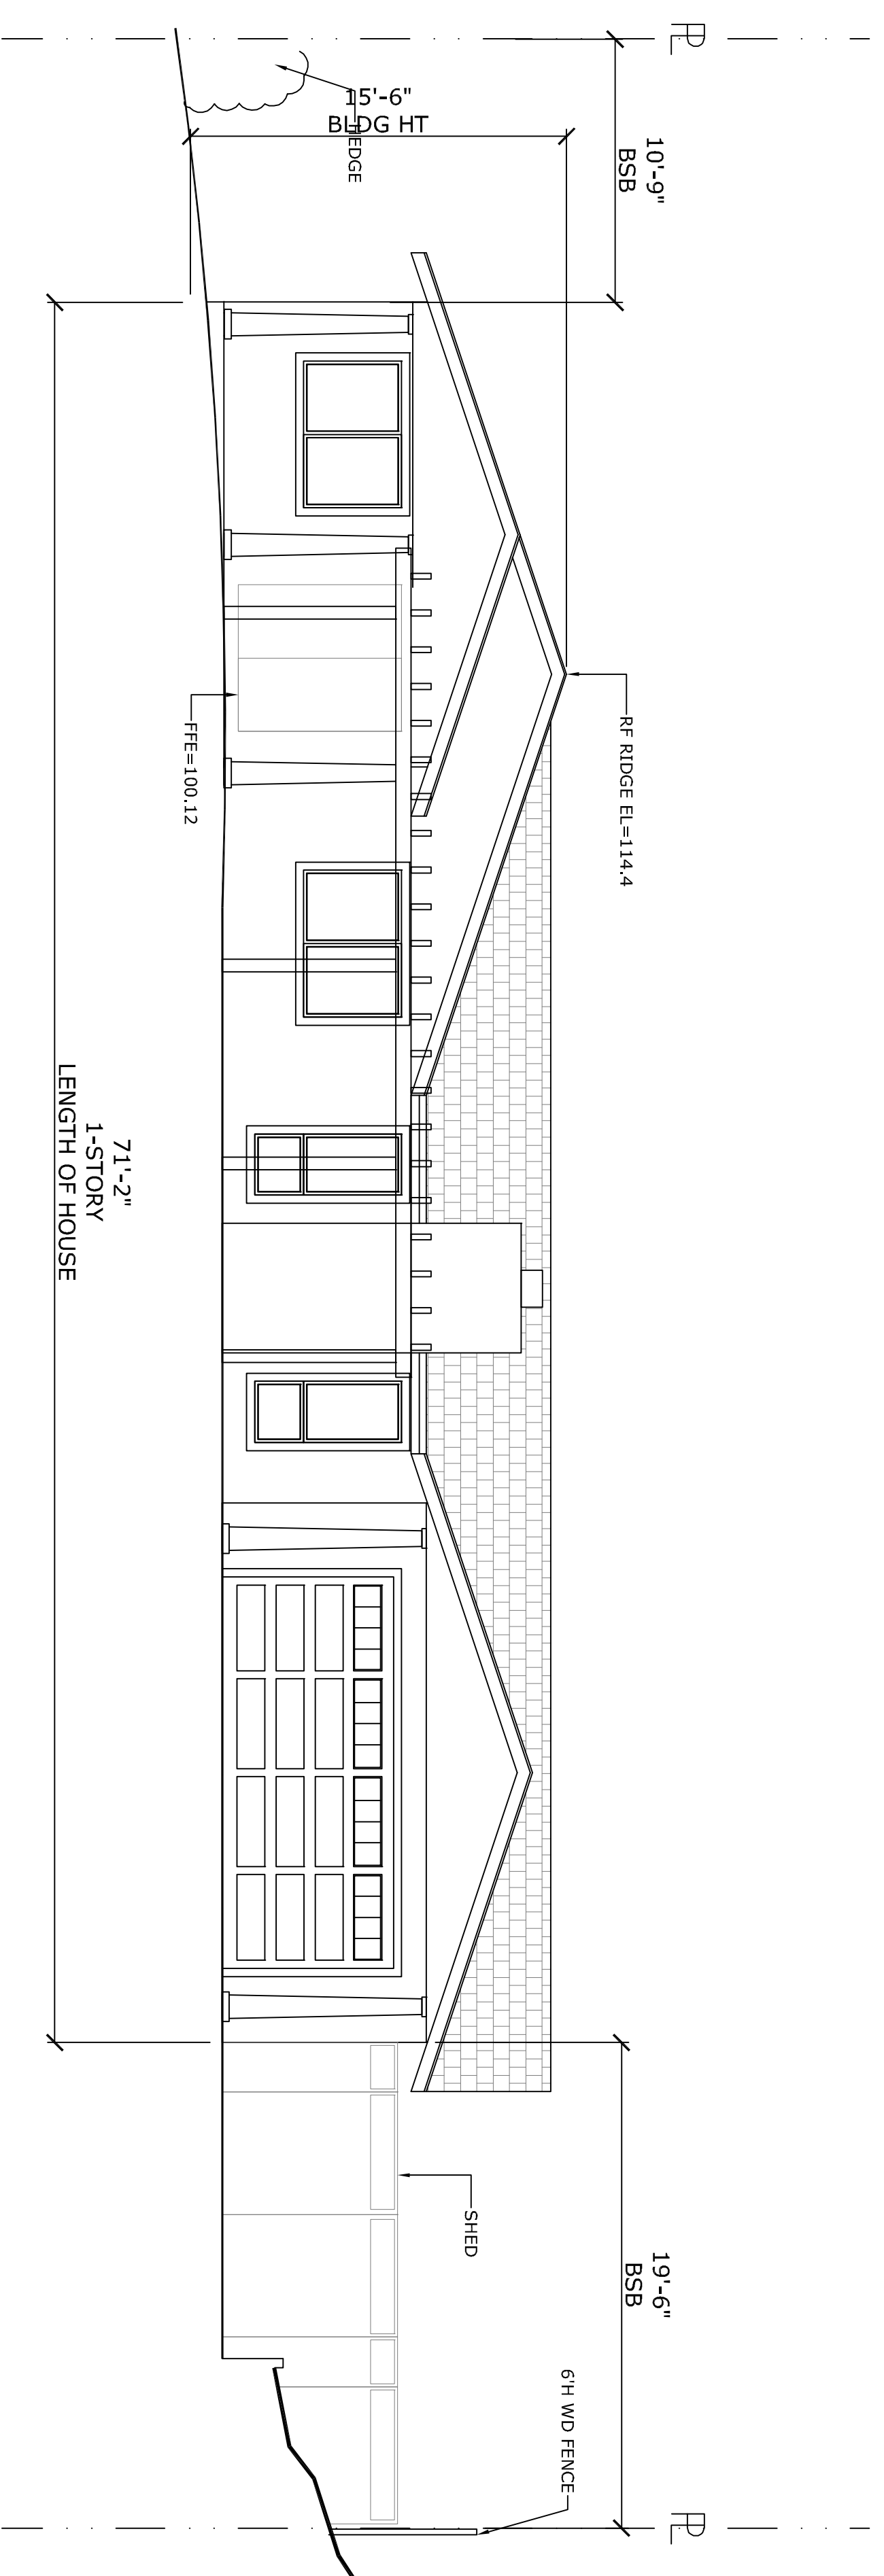 PL
10'-9"
BSB
15'-6"
BLDG HT
HEDGE
RF RIDGE EL=114.4
FFE=100.12
71'-2"
1-STORY
LENGTH OF HOUSE
SHED
19'-6"
BSB
6'H WD FENCE
PL